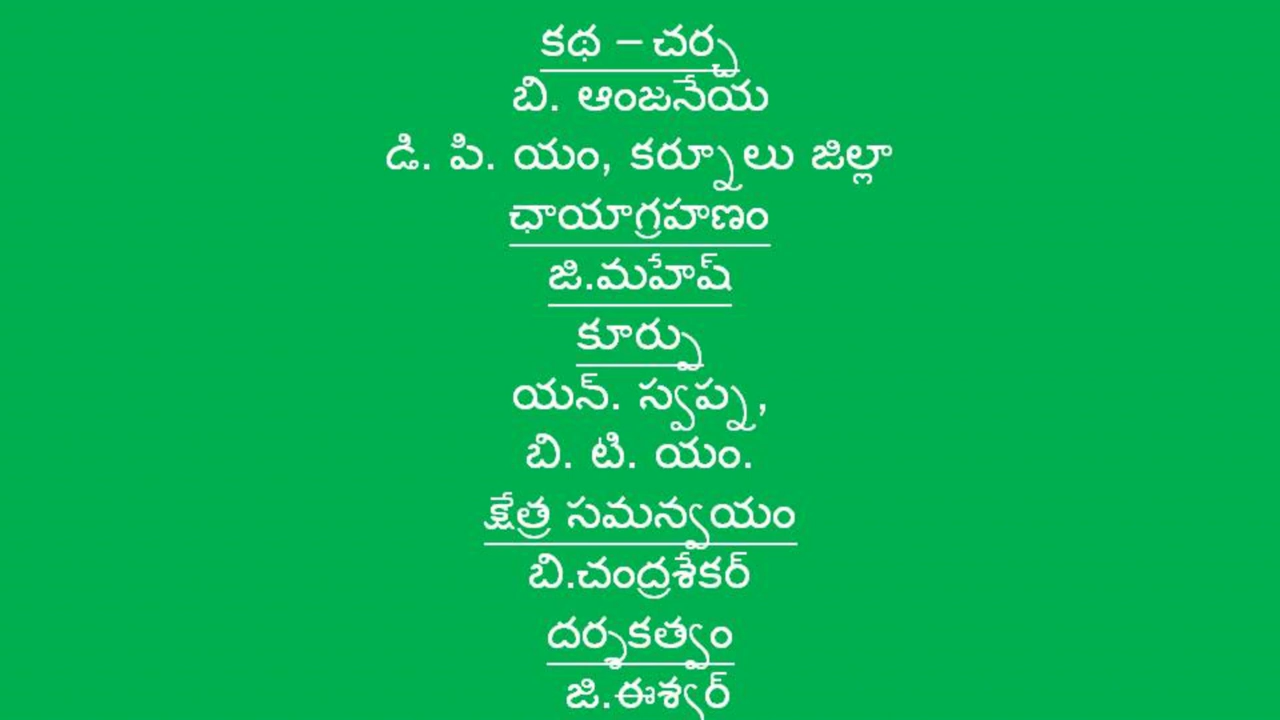 కథ – చర్చ
బి. ఆంజనేయ
డి. పి. యం, కర్నూలు జిల్లా
ఛాయాగ్రహణం
జి.మహేష్
కూర్పు
యన్. స్వప్న,
బి. టి. యం.
క్షేత్ర సమన్వయం
బి.చంద్రశేకర్
దర్శకత్వం
జి.ఈశ్వర్